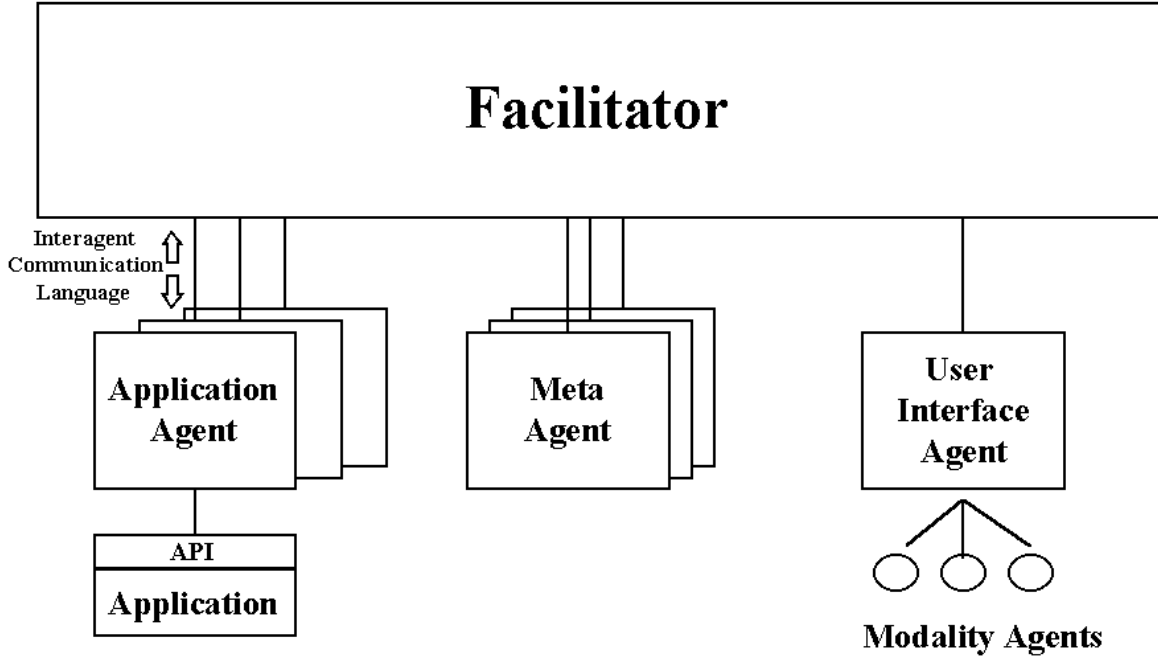 Facilitator
Interagent
Communication
Language
Application
Agent
Meta
Agent
User
Interface
Agent
API
Application
Modality Agents